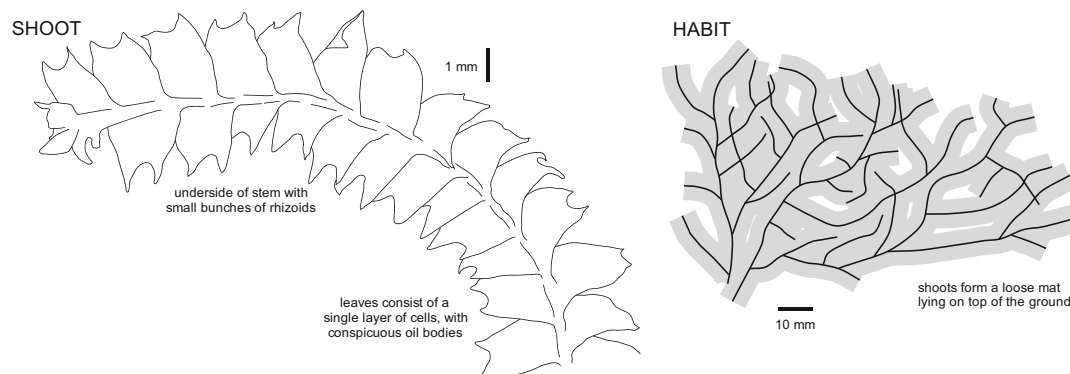 SHOOT
1 mm
underside of stem with
small bunches of rhizoids
leaves consist of a
single layer of cells, with
conspicuous oil bodies
HABIT
10 mm
shoots form a loose mat
lying on top of the ground